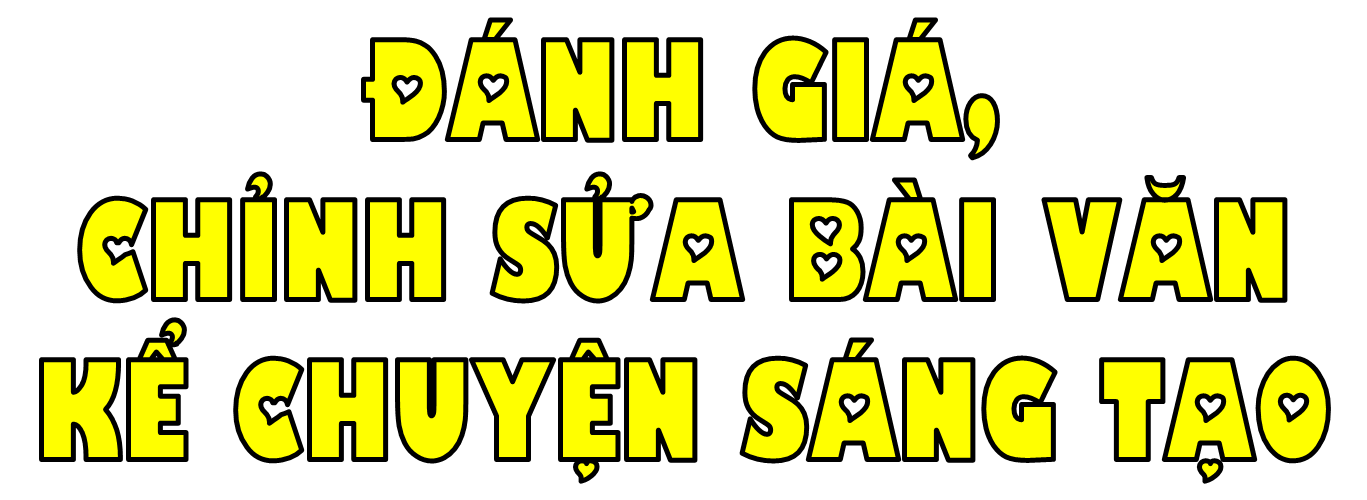 ĐÁNH GIÁ,
CHỈNH SỬA BÀI VĂN
KỂ CHUYỆN SÁNG TẠO